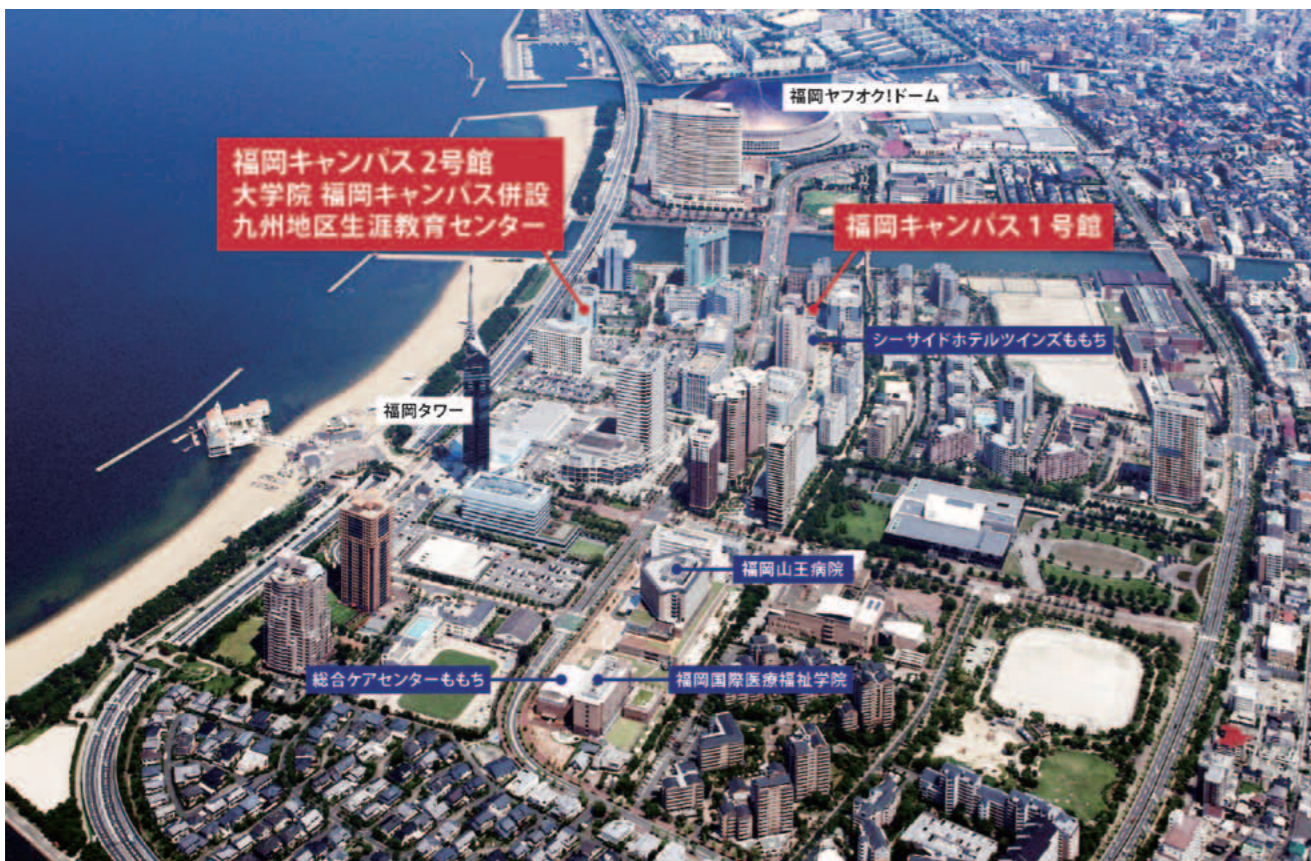 福岡ヤフオク!ドーム
福岡キャンパス 2号館
大学院 福岡キャンパス併設
九州地区生涯教育センター
福岡キャンパス 1 号館
シーサイドホテルツインズももち
福岡タワー
福岡山王病院
総合ケアセンターももち
福岡国際医療福祉学院